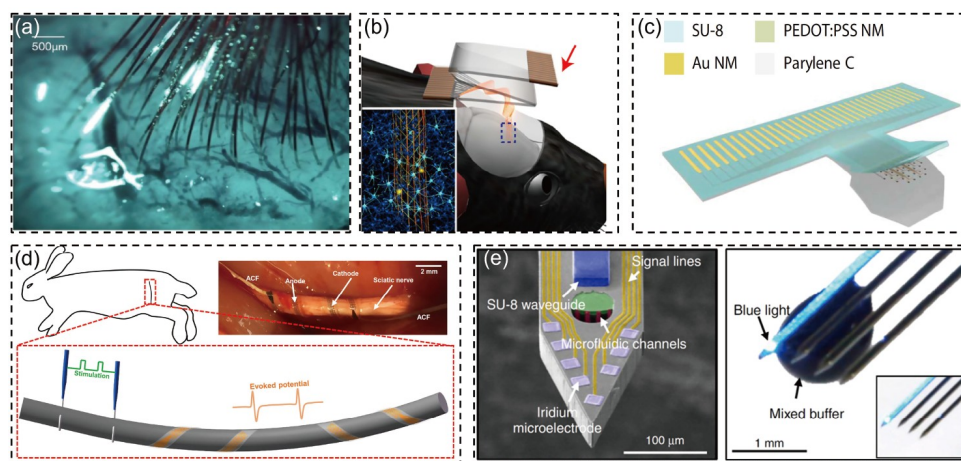 (a)
500μm
(b)
(c)
SU-8
PEDOT:PSS NM
Au NM
Parylene C
(d)
ACF
Anode
Cathode
Sciatic nerve
2 mm
ACF
Stimulation
Evoked potential
(e)
Signal lines
SU-8 waveguide
Microfluidic channels
Iridium
microelectrode
100 μm
Blue light
Mixed buffer
1 mm